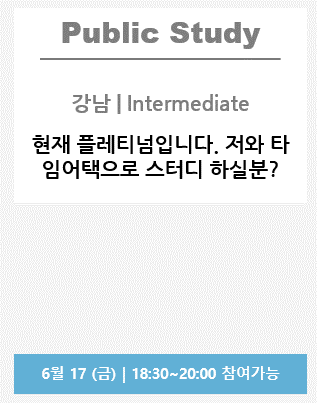 Public Study
강남 | Intermediate
현재 플레티넘입니다. 저와 타
임어택으로 스터디 하실분?
6월 17 (금) | 18:30~20:00 참여가능